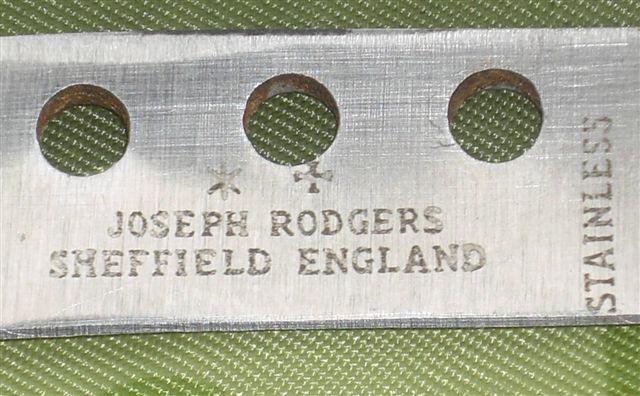 JOSEPH RODGERS
SHEFFIELD ENGLAND
STAINLESS